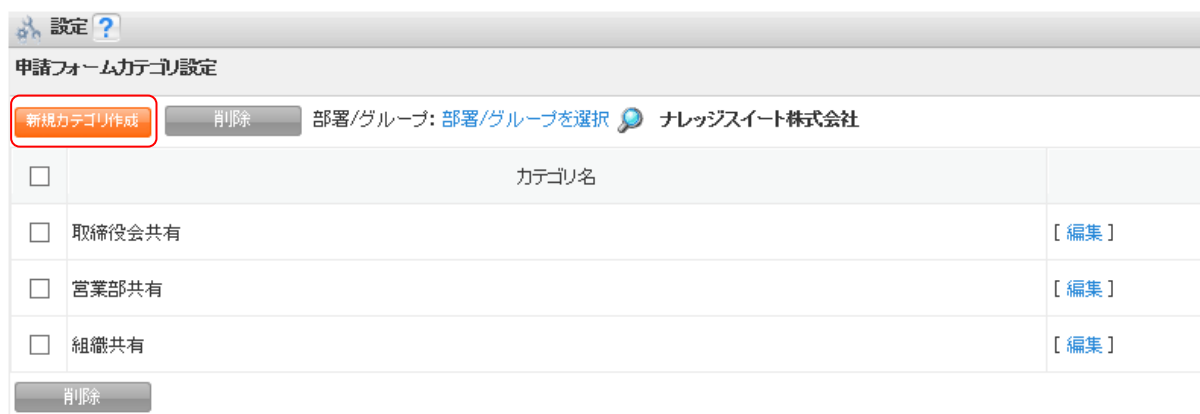 設定 ?
申請フォームカテゴリ設定
新規カテゴリ作成 削除 部署/グループ: 部署/グループを選択 ナレッジスイート株式会社
カテゴリ名
取締役会共有 [ 編集 ]
営業部共有 [ 編集 ]
組織共有 [ 編集 ]
削除